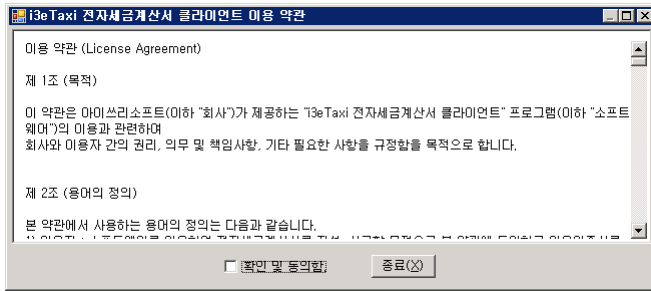 i3eTaxi 전자세금계산서 클라이언트 이용 약관
이용 약관 (License Agreement)
제 1조 (목적)
이 약관은 아이쓰리소프트(이하 "회사")가 제공하는 "i3eTaxi 전자세금계산서 클라이언트" 프로그램(이하 "소프트
웨어")의 이용과 관련하여
회사와 이용자 간의 권리, 의무 및 책임사항, 기타 필요한 사항을 규정함을 목적으로 합니다.
제 2조 (용어의 정의)
본 약관에서 사용하는 용어의 정의는 다음과 같습니다.
확인 및 동의함
종료(X)